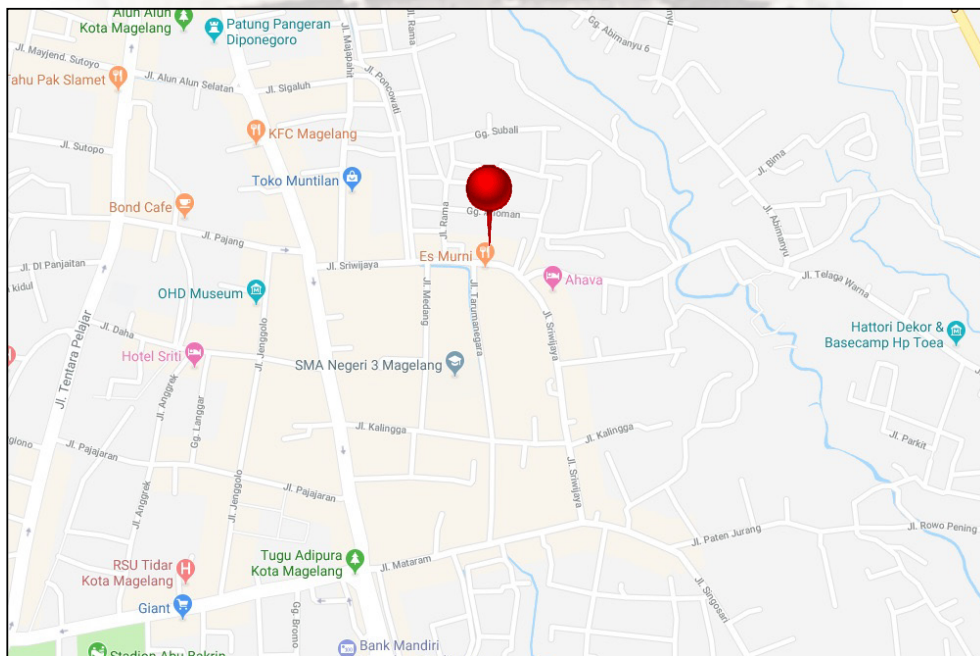 Alun Alun
Kota Magelang
Patung Pangeran
Diponegoro
Jl. Rama
Jl. Majapahit
Gg. Abimanyu 6
Jl. Mayjend. Sutoyo
Jl. Alun Alun Selatan
Jl. Sigaluh
Jl. Poncowati
Tahu Pak Slamet
KFC Magelang
Gg. Subali
Jl. Sutopo
Jl. Bima
Toko Muntilan
Bond Cafe
Jl. Rama
Jl. Abimanyu
Jl. Pajang
Es Murni
Jl. Sriwijaya
Jl. DI Panjaitan
kidul
Ahava
Jl. Telaga Warna
OHD Museum
Jl. Medang
Jl. Tarumanegara
Jl. Sriwijaya
Jl. Daha
Jl. Jenggolo
Jl. Tentara Pelajar
Hattori Dekor &
Basecamp Hp Toea
Hotel Sriti
SMA Negeri 3 Magelang
Jl. Anggrek
Gg. Langgar
Jl. Kalingga
Jl. Kalingga
Jl. Parkit
Jl. Pajajaran
Jl. Sriwijaya
Jl. Anggrek
Jl. Jenggolo
Jl. Pajajaran
Jl. Paten Jurang
Jl. Rowo Pening
RSU Tidar
Kota Magelang
Tugu Adipura
Kota Magelang
Jl. Mataram
Jl. Singosari
Giant
Gg. Bromo
Bank Mandiri
Stadion Abu Bakrin